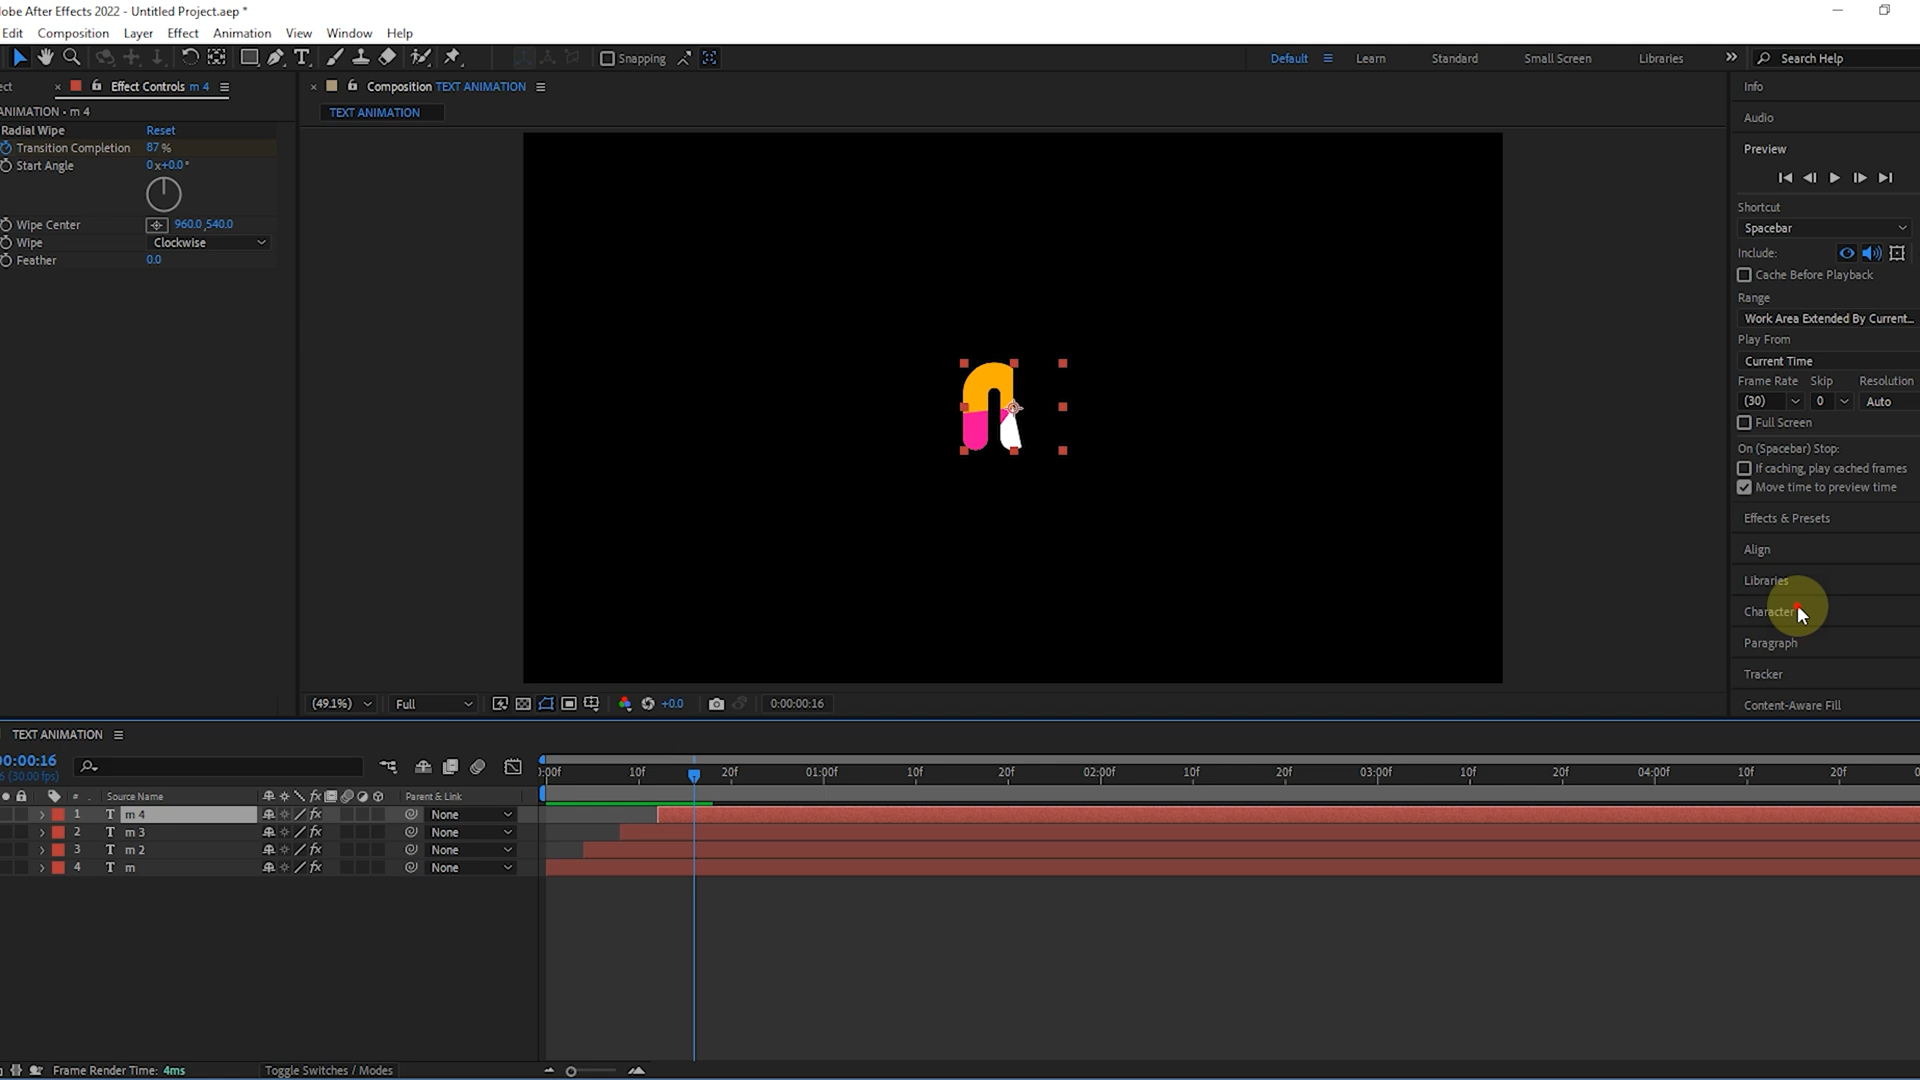 obe After Effects 2022 - Untitled Project.aep *
Edit Composition Layer Effect Animation View Window Help
Snapping Default Learn Standard Small Screen Libraries Search Help
ect Effect Controls m 4 Composition TEXT ANIMATION Info
ANIMATION • m 4 TEXT ANIMATION
Radial Wipe Reset Audio
Transition Completion 87 % Preview
Start Angle 0 x+0.0 °
Shortcut
Wipe Center 960.0 ,540.0 Spacebar
Wipe Clockwise Include:
Feather 0.0 Cache Before Playback
Range
Work Area Extended By Current...
Play From
Current Time
Frame Rate Skip Resolution
(30) 0 Auto
Full Screen
On (Spacebar) Stop:
If caching, play cached frames
Move time to preview time
Effects & Presets
Align
Libraries
Character
Paragraph
Tracker
(49.1%) Full +0.0 0:00:00:16 Content-Aware Fill
TEXT ANIMATION
00:00:16
6 (30.00 fps)
):00f 10f 20f 01:00f 10f 20f 02:00f 10f 20f 03:00f 10f 20f 04:00f 10f 20f 0
# Source Name fx Parent & Link
1 T m 4 fx None
2 T m 3 fx None
3 T m 2 fx None
4 T m fx None
Frame Render Time: 4ms Toggle Switches / Modes